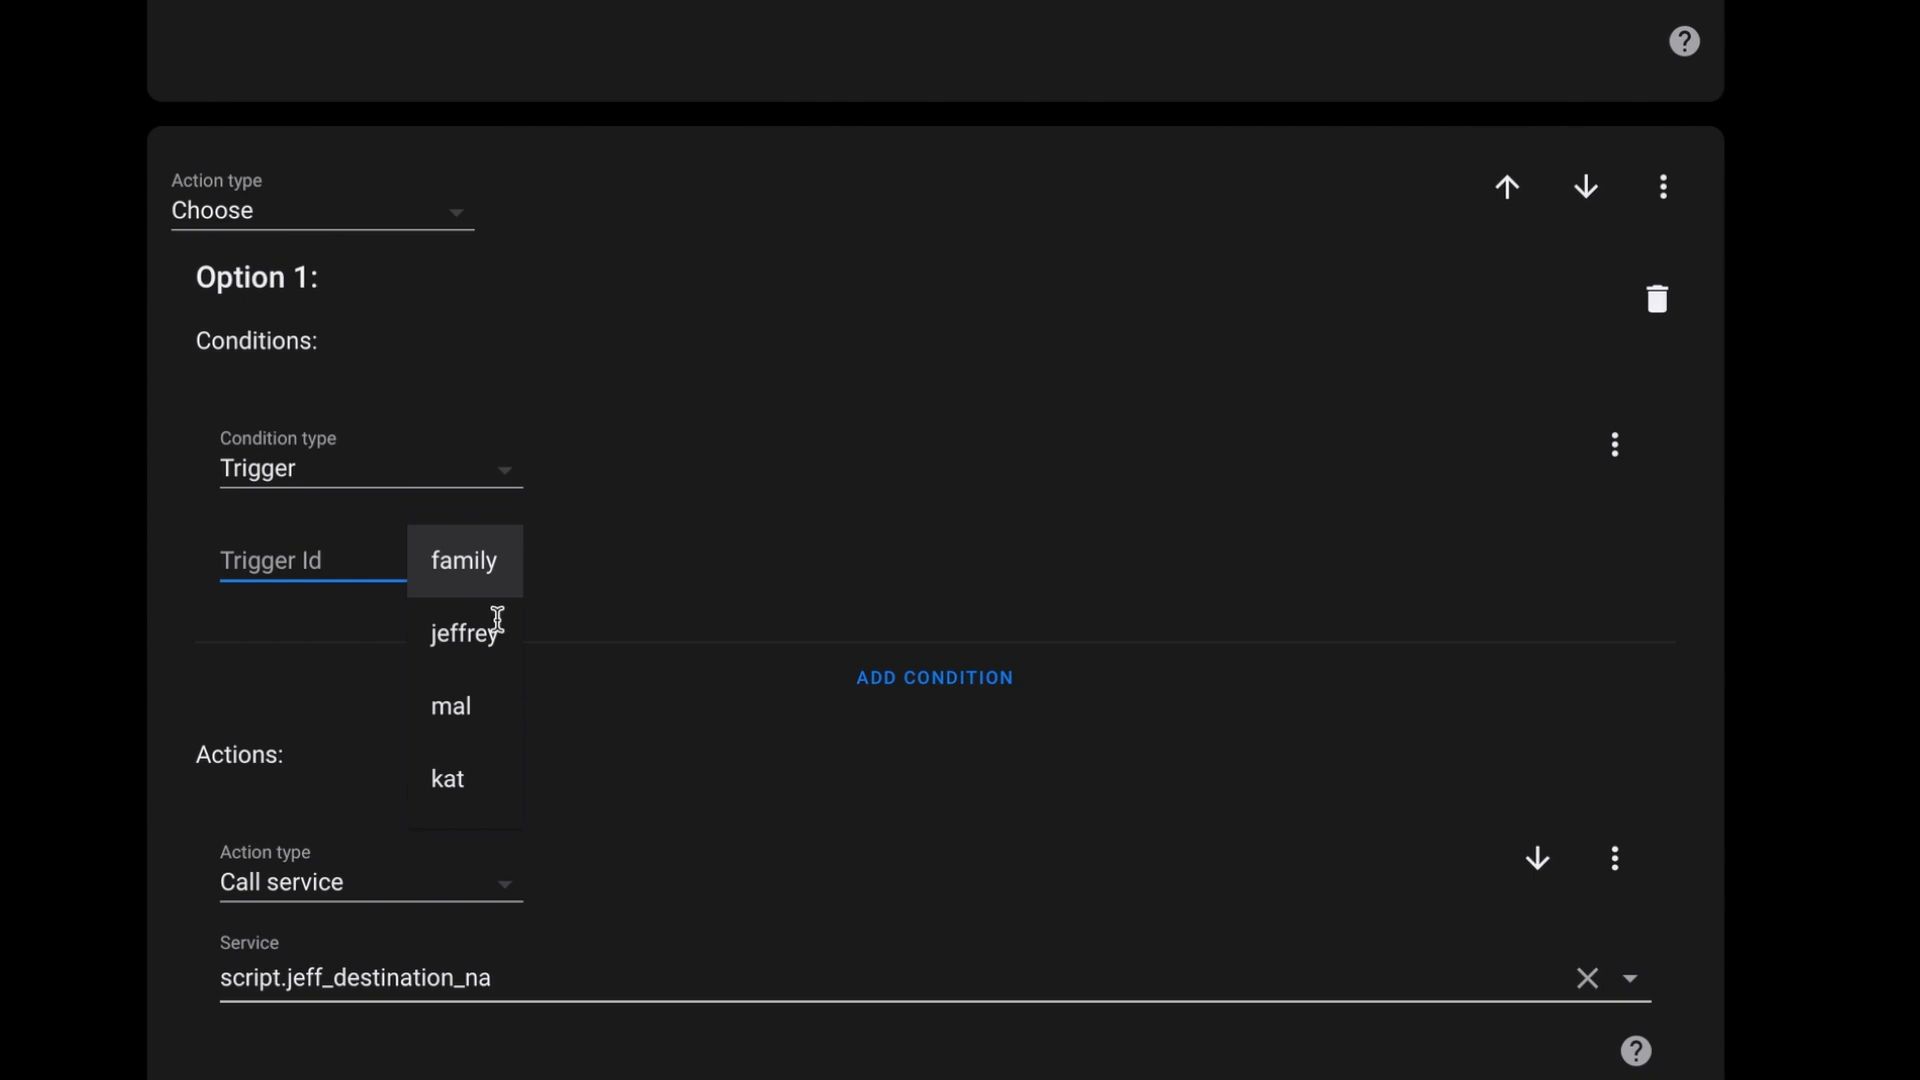 Action type
Choose
Option 1:
Conditions:
Condition type
Trigger
Trigger Id
family
jeffrey
mal
kat
ADD CONDITION
Actions:
Action type
Call service
Service
script.jeff_destination_na